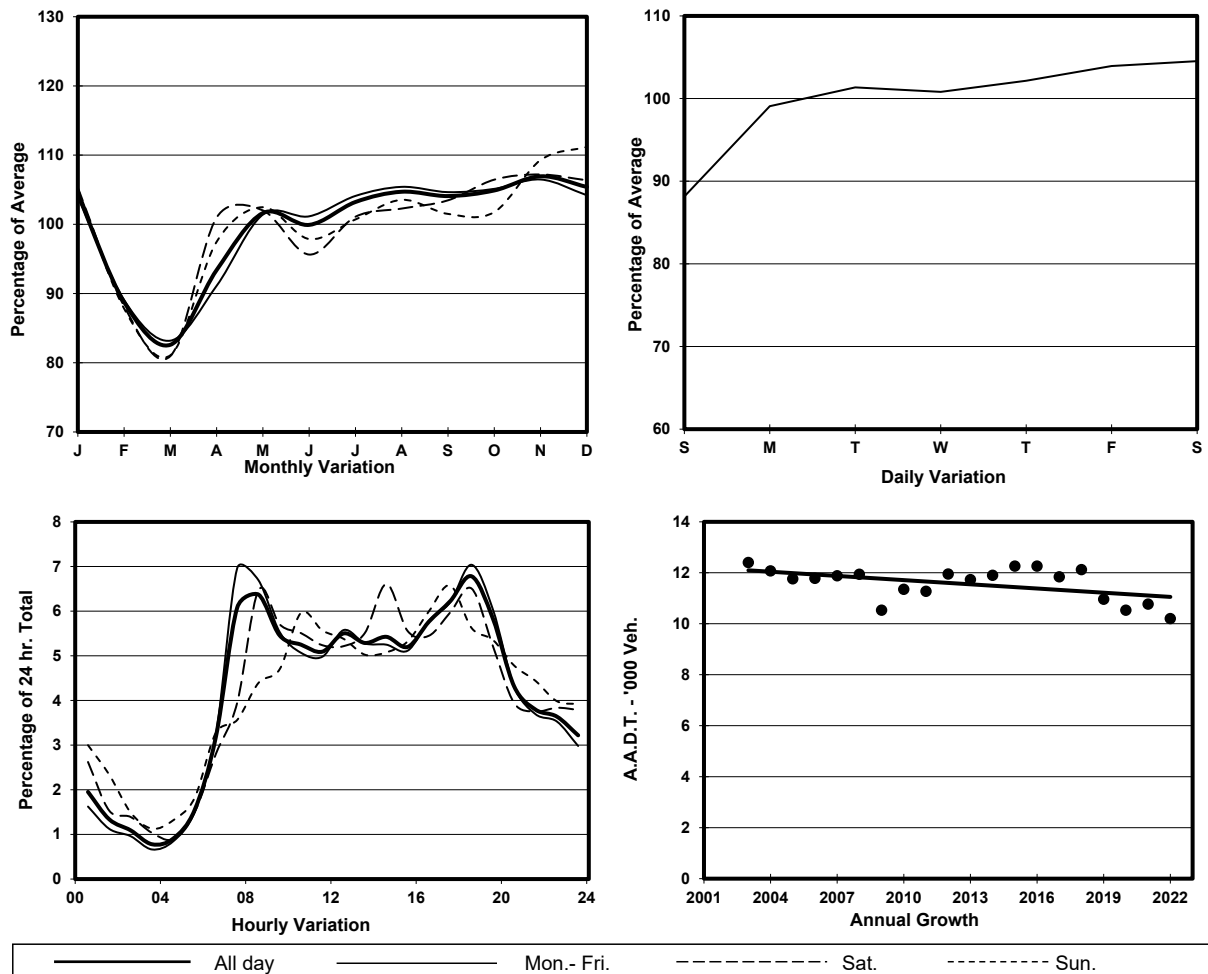 130
120
110
100
90
80
70
Percentage of Average
J F M A M J J A S O N D
Monthly Variation
110
100
90
80
70
60
Percentage of Average
S M T W T F S
Daily Variation
8
7
6
5
4
3
2
1
0
Percentage of 24 hr. Total
00 04 08 12 16 20 24
Hourly Variation
14
12
10
8
6
4
2
0
A.A.D.T. - '000 Veh.
2001 2004 2007 2010 2013 2016 2019 2022
Annual Growth
All day Mon.- Fri. Sat. Sun.